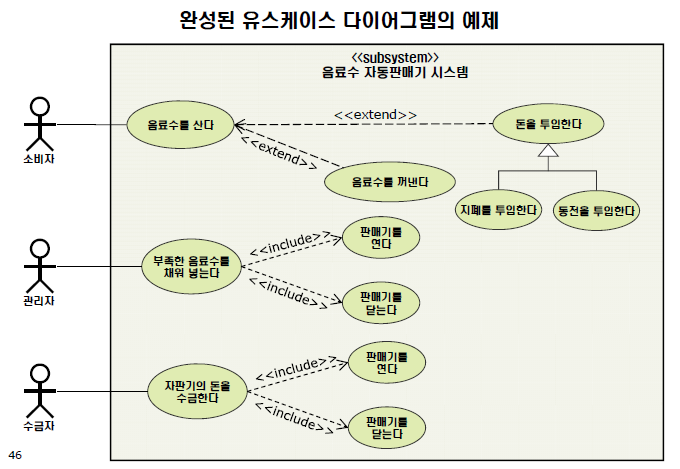 완성된 유스케이스 다이어그램의 예제
<<subsystem>>
음료수 자동판매기 시스템
소비자
음료수를 산다
<<extend>>
돈을 투입한다
<<extend>>
음료수를 꺼낸다
지폐를 투입한다
동전을 투입한다
관리자
부족한 음료수를
채워 넣는다
<<include>>
판매기를
연다
<<include>>
판매기를
닫는다
수금자
자판기의 돈을
수금한다
<<include>>
판매기를
연다
<<include>>
판매기를
닫는다
46